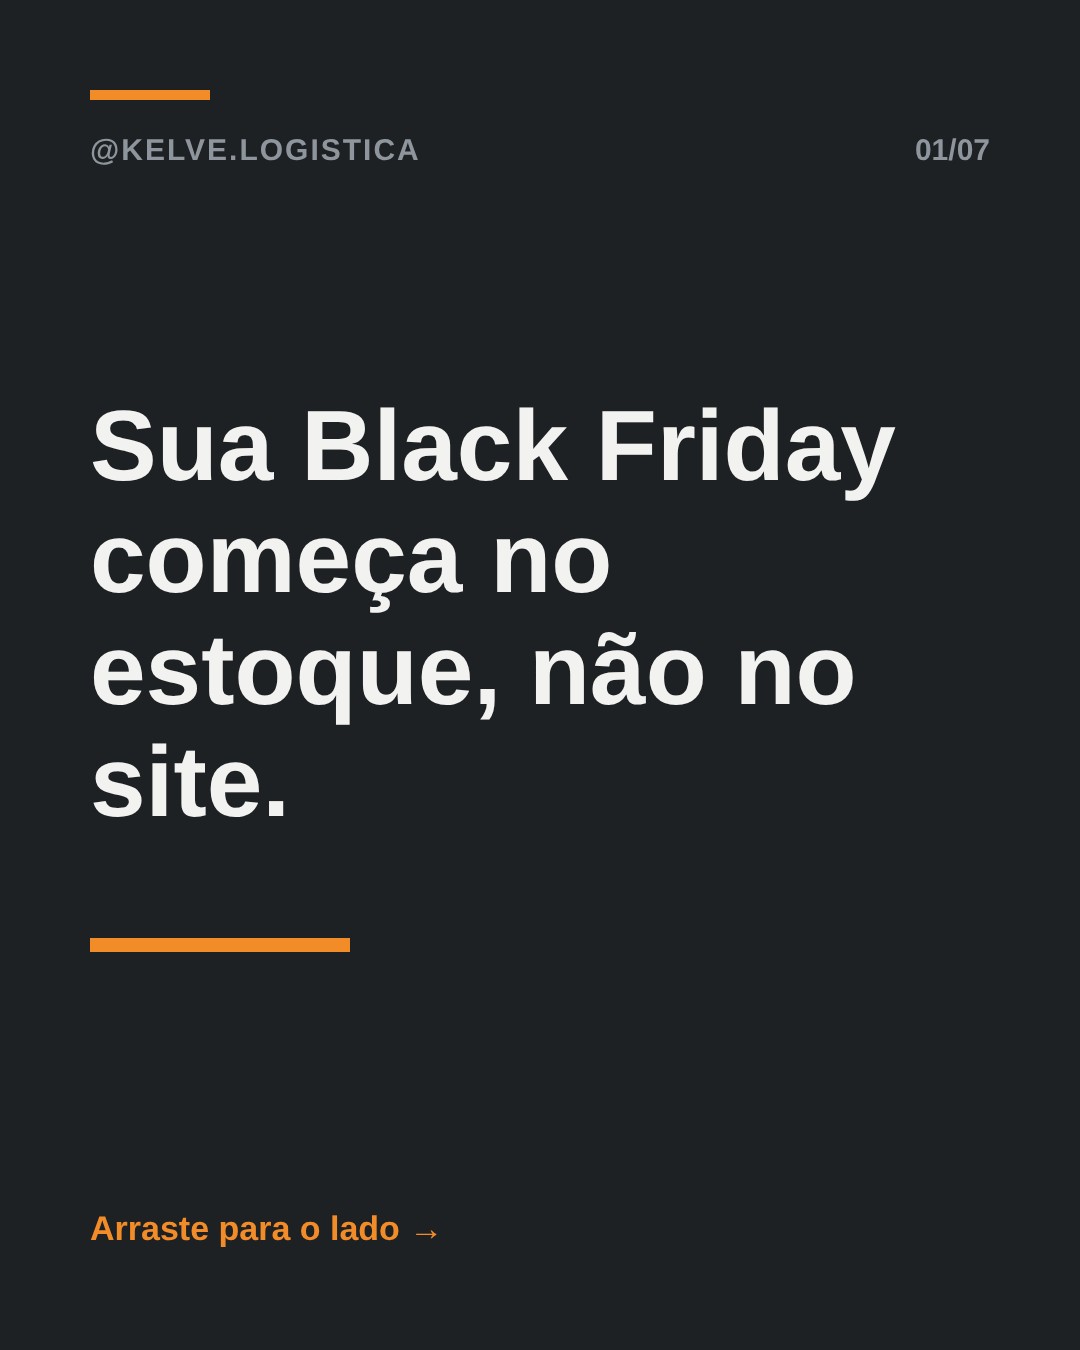 @KELVE.LOGISTICA
01/07
Sua Black Friday
começa no
estoque, não no
site.
Arraste para o lado →